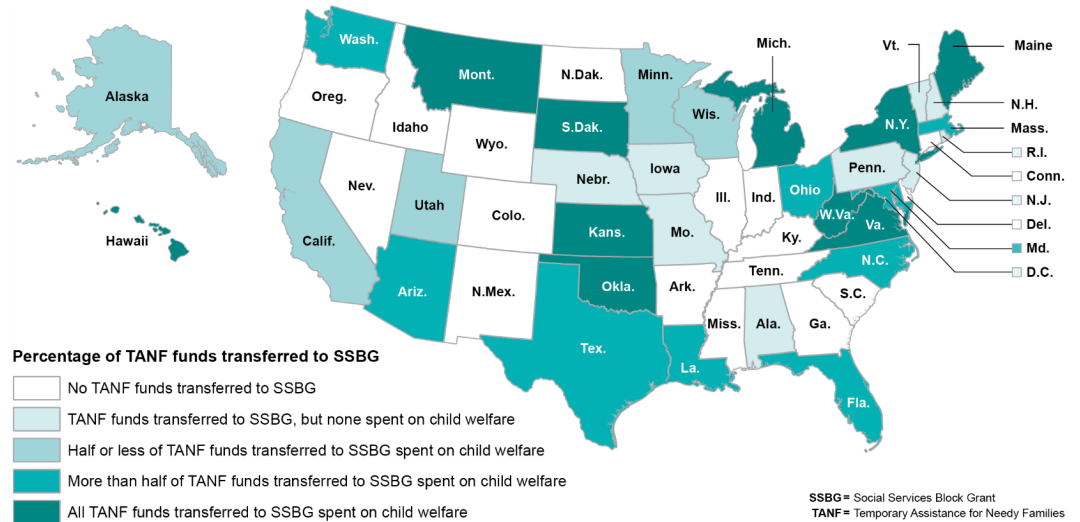 Wash.
Mont.
N.Dak.
Minn.
Mich.
Vt.
Maine
Alaska
Oreg.
Idaho
Wyo.
S.Dak.
Wis.
N.Y.
N.H.
Mass.
R.I.
Conn.
N.J.
Del.
Md.
D.C.
Nev.
Utah
Colo.
Nebr.
Iowa
Ill.
Ind.
Ohio
Penn.
W.Va.
Va.
Calif.
Hawaii
Kans.
Mo.
Ky.
N.C.
Ariz.
N.Mex.
Okla.
Ark.
Tenn.
S.C.
Tex.
La.
Miss.
Ala.
Ga.
Fla.
Percentage of TANF funds transferred to SSBG
No TANF funds transferred to SSBG
TANF funds transferred to SSBG, but none spent on child welfare
Half or less of TANF funds transferred to SSBG spent on child welfare
More than half of TANF funds transferred to SSBG spent on child welfare
All TANF funds transferred to SSBG spent on child welfare
SSBG = Social Services Block Grant
TANF = Temporary Assistance for Needy Families